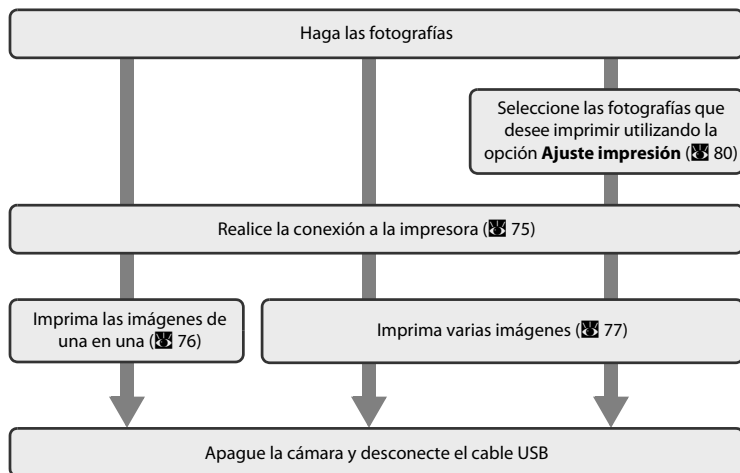 Haga las fotografías
Seleccione las fotografías que
desee imprimir utilizando la
opción Ajuste impresión (80)
Realice la conexión a la impresora (75)
Imprima las imágenes de
una en una (76)
Imprima varias imágenes (77)
Apague la cámara y desconecte el cable USB